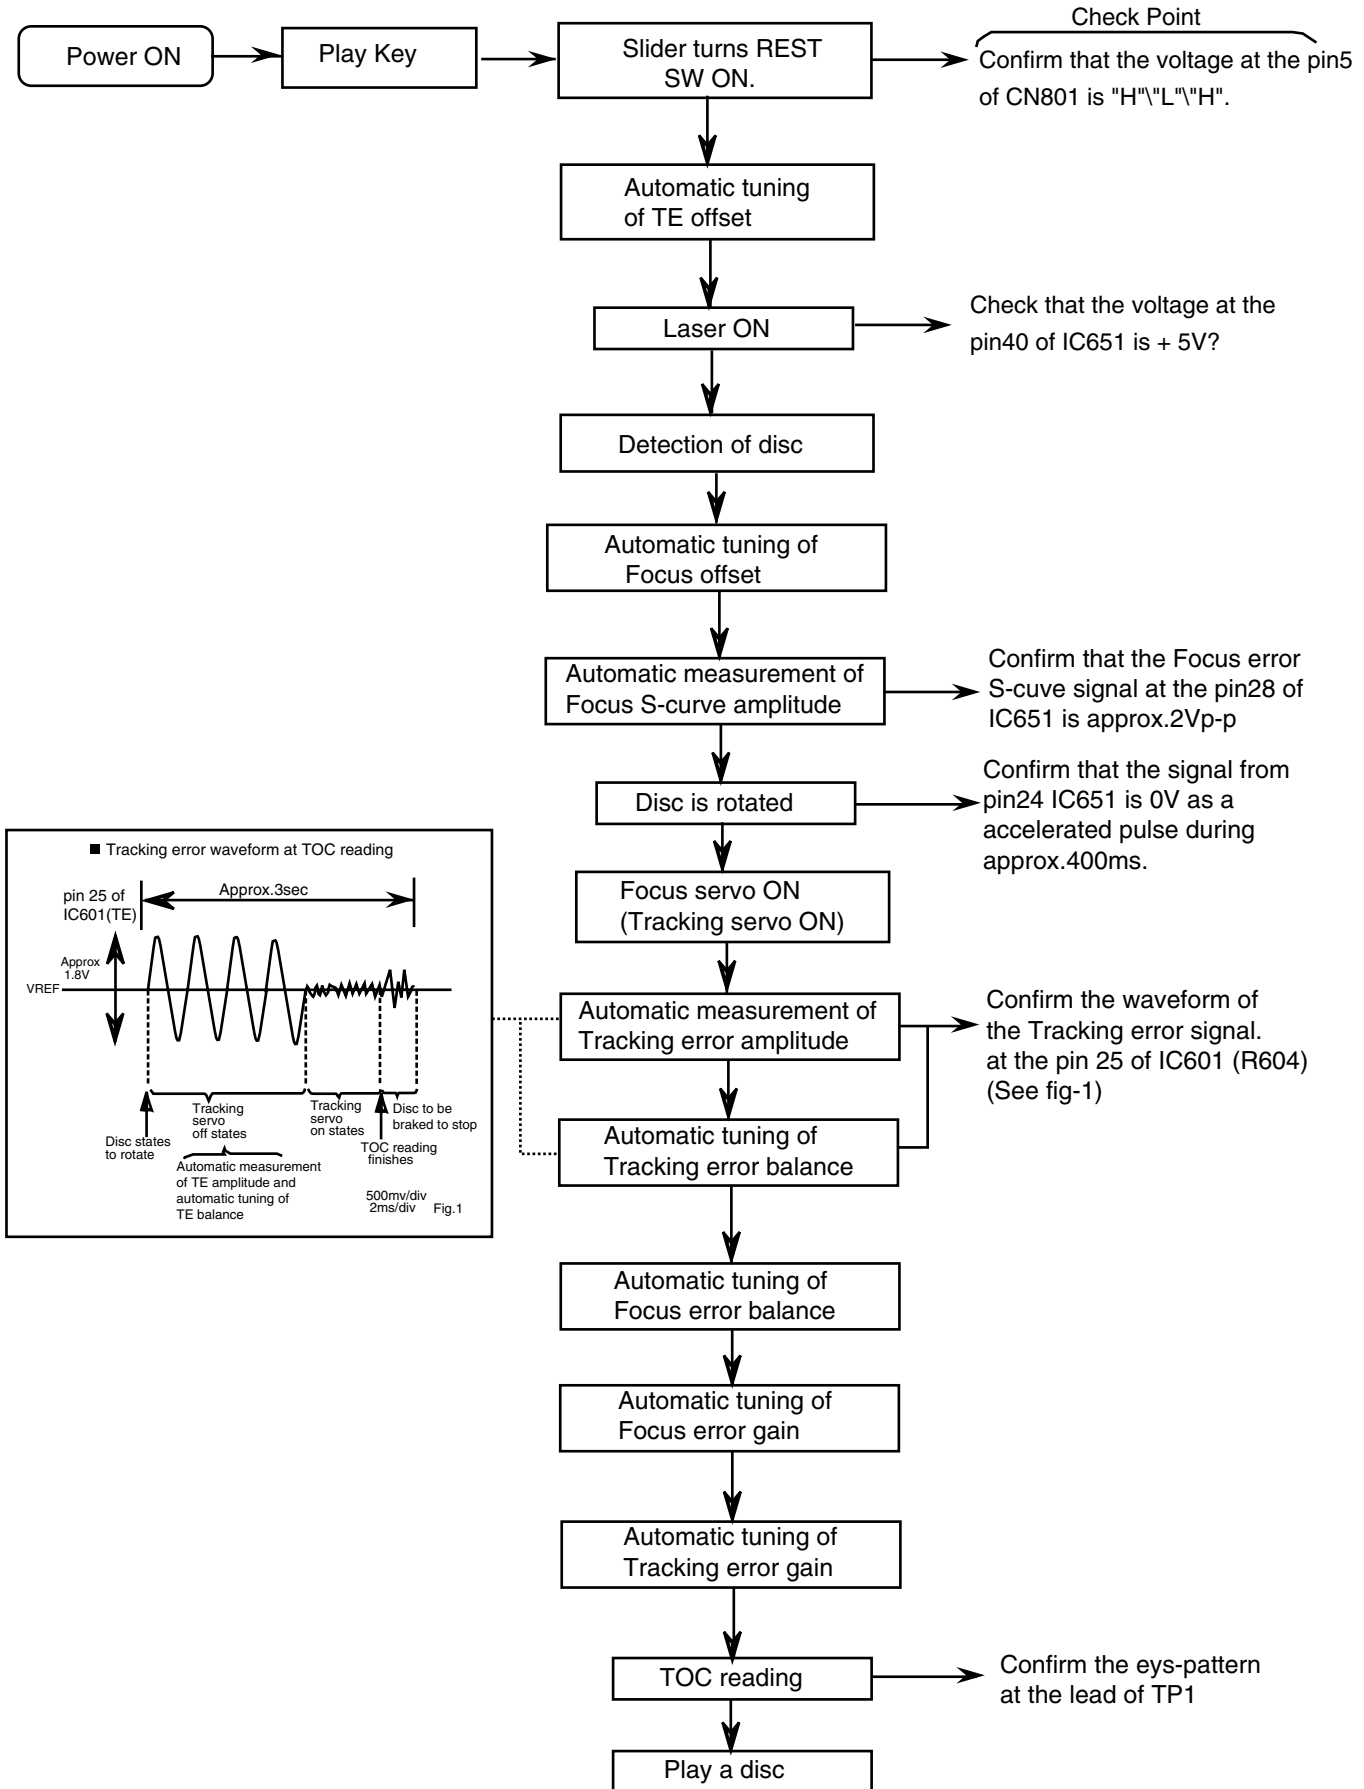 Check Point
Power ON
Play Key
Slider turns REST
SW ON.
Confirm that the voltage at the pin5
of CN801 is "H"\"L"\"H".
Automatic tuning
of TE offset
Laser ON
Check that the voltage at the
pin40 of IC651 is + 5V?
Detection of disc
Automatic tuning of
Focus offset
Automatic measurement of
Focus S-curve amplitude
Confirm that the Focus error
S-cuve signal at the pin28 of
IC651 is approx.2Vp-p
Disc is rotated
Confirm that the signal from
pin24 IC651 is 0V as a
accelerated pulse during
approx.400ms.
Focus servo ON
(Tracking servo ON)
■ Tracking error waveform at TOC reading
pin 25 of
IC601(TE)
Approx.3sec
Approx
1.8V
VREF
Disc states
to rotate
Tracking
servo
off states
Tracking
servo
on states
Disc to be
braked to stop
TOC reading
finishes
Automatic measurement
of TE amplitude and
automatic tuning of
TE balance
500mv/div
2ms/div
Fig.1
Automatic measurement of
Tracking error amplitude
Confirm the waveform of
the Tracking error signal.
at the pin 25 of IC601 (R604)
(See fig-1)
Automatic tuning of
Tracking error balance
Automatic tuning of
Focus error balance
Automatic tuning of
Focus error gain
Automatic tuning of
Tracking error gain
TOC reading
Confirm the eys-pattern
at the lead of TP1
Play a disc